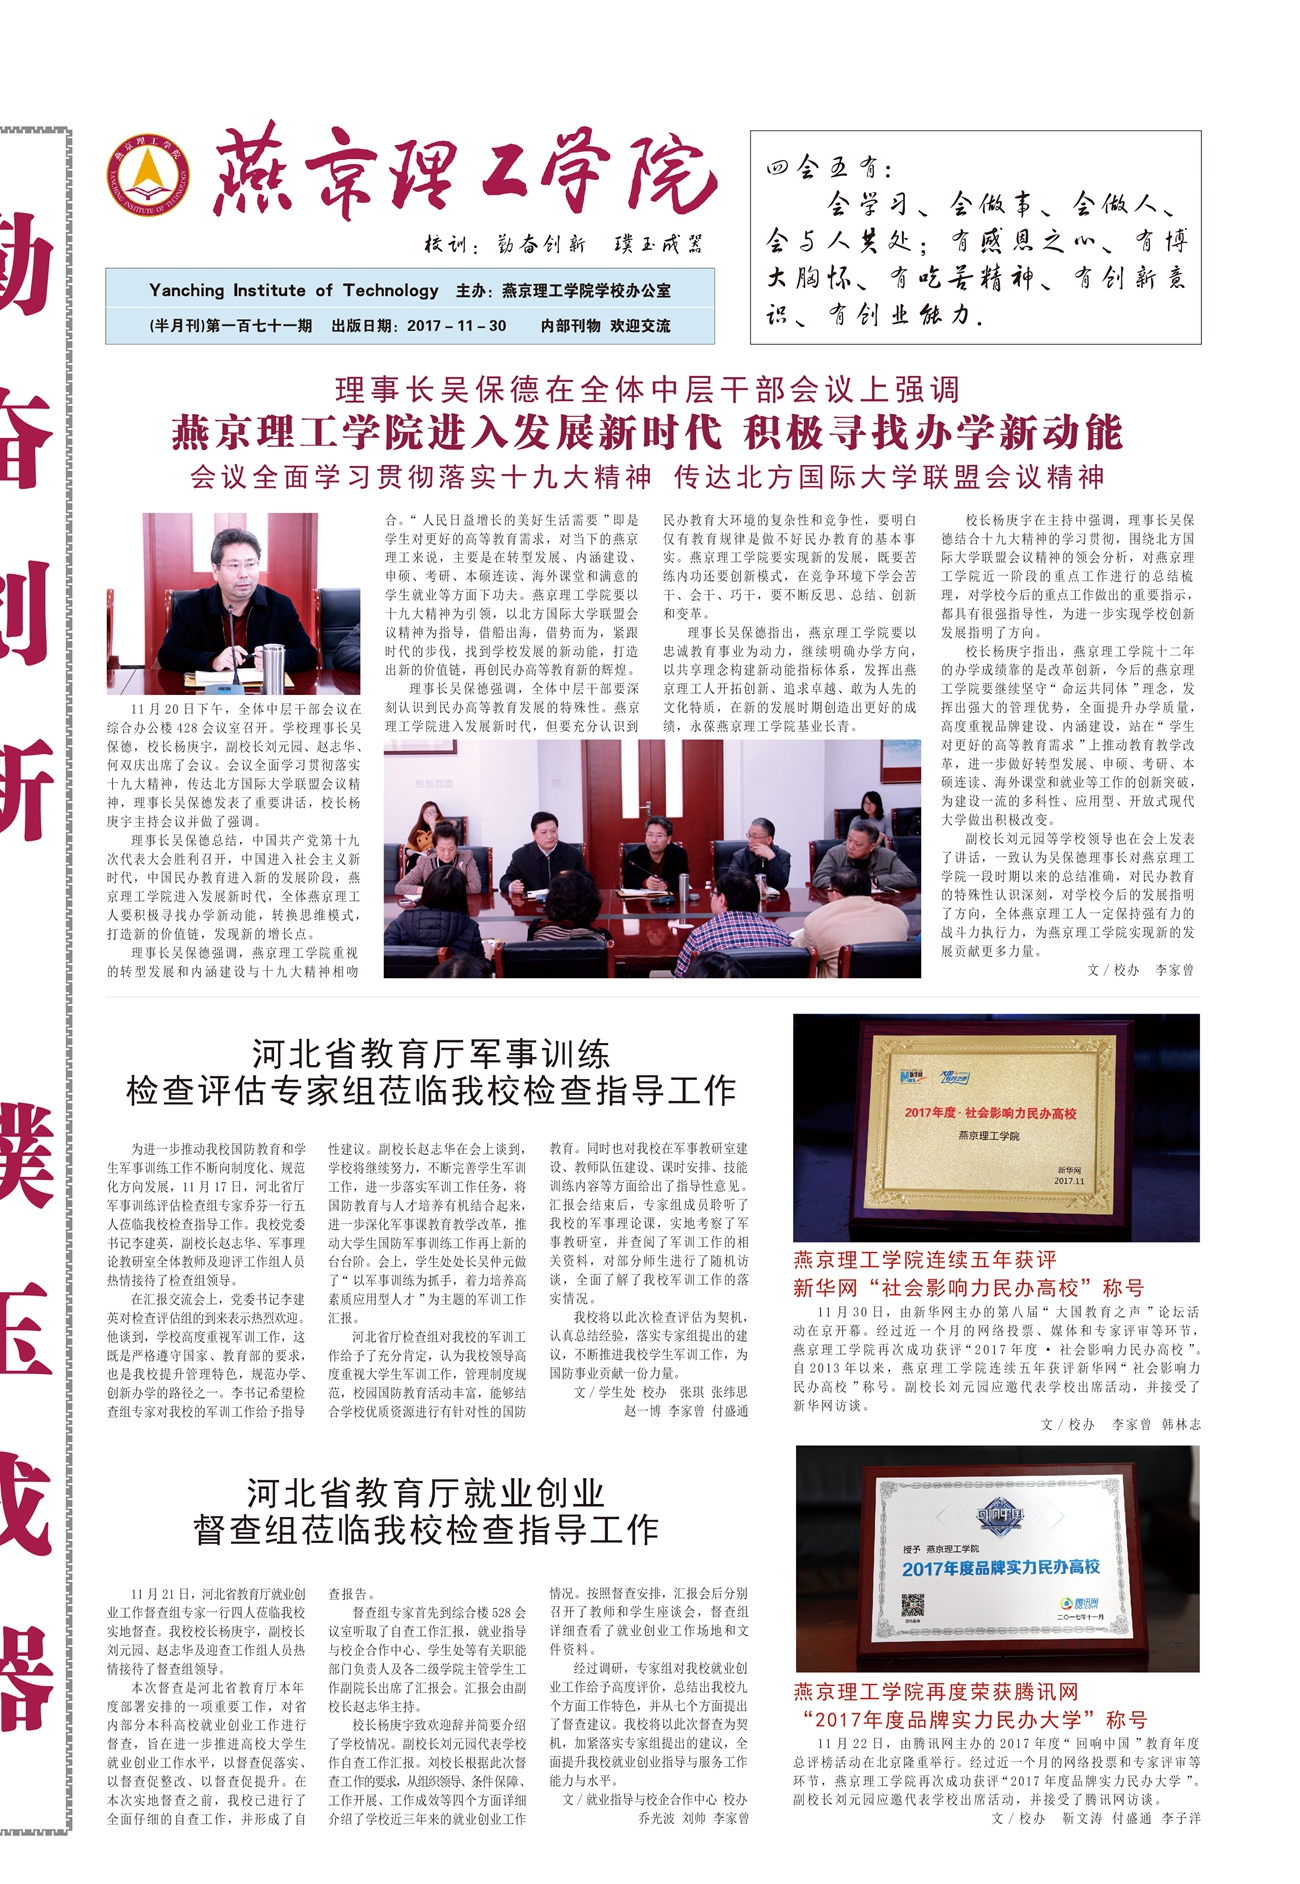 勤
奋
创
新
璞
玉
成
器
燕京理工学院
YANCHING INSTITUTE OF TECHNOLOGY
燕京理工学院
校训：勤奋创新 璞玉成器
Yanching Institute of Technology 主办：燕京理工学院学校办公室
(半月刊)第一百七十一期 出版日期：2017－11－30 内部刊物 欢迎交流
四会五有：
会学习、会做事、会做人、
会与人共处；有感恩之心、有博
大胸怀、有吃苦精神、有创新意
识、有创业能力.
理事长吴保德在全体中层干部会议上强调
燕京理工学院进入发展新时代 积极寻找办学新动能
会议全面学习贯彻落实十九大精神 传达北方国际大学联盟会议精神
11月20日下午，全体中层干部会议在
综合办公楼428会议室召开。学校理事长吴
保德，校长杨庚宇，副校长刘元园、赵志华、
何双庆出席了会议。会议全面学习贯彻落实
十九大精神，传达北方国际大学联盟会议精
神，理事长吴保德发表了重要讲话，校长杨
庚宇主持会议并做了强调。
理事长吴保德总结，中国共产党第十九
次代表大会胜利召开，中国进入社会主义新
时代，中国民办教育进入新的发展阶段，燕
京理工学院进入发展新时代，全体燕京理工
人要积极寻找办学新动能，转换思维模式，
打造新的价值链，发现新的增长点。
理事长吴保德强调，燕京理工学院重视
的转型发展和内涵建设与十九大精神相吻
合。“人民日益增长的美好生活需要”即是
学生对更好的高等教育需求，对当下的燕京
理工来说，主要是在转型发展、内涵建设、
申硕、考研、本硕连读、海外课堂和满意的
学生就业等方面下功夫。燕京理工学院要以
十九大精神为引领，以北方国际大学联盟会
议精神为指导，借船出海，借势而为，紧跟
时代的步伐，找到学校发展的新动能，打造
出新的价值链，再创民办高等教育新的辉煌。
理事长吴保德强调，全体中层干部要深
刻认识到民办高等教育发展的特殊性。燕京
理工学院进入发展新时代，但要充分认识到
民办教育大环境的复杂性和竞争性，要明白
仅有教育规律是做不好民办教育的基本事
实。燕京理工学院要实现新的发展，既要苦
练内功还要创新模式，在竞争环境下学会苦
干、会干、巧干，要不断反思、总结、创新
和变革。
理事长吴保德指出，燕京理工学院要以
忠诚教育事业为动力，继续明确办学方向，
以共享理念构建新动能指标体系，发挥出燕
京理工人开拓创新、追求卓越、敢为人先的
文化特质，在新的发展时期创造出更好的成
绩，永葆燕京理工学院基业长青。
校长杨庚宇在主持中强调，理事长吴保
德结合十九大精神的学习贯彻，围绕北方国
际大学联盟会议精神的领会分析，对燕京理
工学院近一阶段的重点工作进行的总结梳
理，对学校今后的重点工作做出的重要指示，
都具有很强指导性，为进一步实现学校创新
发展指明了方向。
校长杨庚宇指出，燕京理工学院十二年
的办学成绩靠的是改革创新，今后的燕京理
工学院要继续坚守“命运共同体”理念，发
挥出强大的管理优势，全面提升办学质量，
高度重视品牌建设、内涵建设，站在“学生
对更好的高等教育需求”上推动教育教学改
革，进一步做好转型发展、申硕、考研、本
硕连读、海外课堂和就业等工作的创新突破，
为建设一流的多科性、应用型、开放式现代
大学做出积极改变。
副校长刘元园等学校领导也在会上发表
了讲话，一致认为吴保德理事长对燕京理工
学院一段时期以来的总结准确，对民办教育
的特殊性认识深刻，对学校今后的发展指明
了方向，全体燕京理工人一定保持强有力的
战斗力执行力，为燕京理工学院实现新的发
展贡献更多力量。
文／校办 李家曾
河北省教育厅军事训练
检查评估专家组莅临我校检查指导工作
为进一步推动我校国防教育和学
生军事训练工作不断向制度化、规范
化方向发展，11月17日，河北省厅
军事训练评估检查组专家乔芬一行五
人莅临我校检查指导工作。我校党委
书记李建英，副校长赵志华、军事理
论教研室全体教师及迎评工作组人员
热情接待了检查组领导。
在汇报交流会上，党委书记李建
英对检查评估组的到来表示热烈欢迎。
他谈到，学校高度重视军训工作，这
既是严格遵守国家、教育部的要求，
也是我校提升管理特色，规范办学、
创新办学的路径之一。李书记希望检
查组专家对我校的军训工作给予指导
性建议。副校长赵志华在会上谈到，
学校将继续努力，不断完善学生军训
工作，进一步落实军训工作任务，将
国防教育与人才培养有机结合起来，
进一步深化军事课教育教学改革，推
动大学生国防军事训练工作再上新的
台台阶。会上，学生处处长吴仲元做
了“以军事训练为抓手，着力培养高
素质应用型人才”为主题的军训工作
汇报。
河北省厅检查组对我校的军训工
作给予了充分肯定，认为我校领导高
度重视大学生军训工作，管理制度规
范，校园国防教育活动丰富，能够结
合学校优质资源进行有针对性的国防
教育。同时也对我校在军事教研室建
设、教师队伍建设、课时安排、技能
训练内容等方面给出了指导性意见。
汇报会结束后，专家组成员聆听了
我校的军事理论课，实地考察了军
事教研室，并查阅了军训工作的相
关资料，对部分师生进行了随机访
谈，全面了解了我校军训工作的落
实情况。
我校将以此次检查评估为契机，
认真总结经验，落实专家组提出的建
议，不断推进我校学生军训工作，为
国防事业贡献一份力量。
文／学生处 校办 张琪 张纬思
赵一博 李家曾 付盛通
新华网
大国教育之声
2017年度·社会影响力民办高校
燕京理工学院
新华网
2017.11
燕京理工学院连续五年获评
新华网“社会影响力民办高校”称号
11月30日，由新华网主办的第八届“大国教育之声”论坛活
动在京开幕。经过近一个月的网络投票、媒体和专家评审等环节，
燕京理工学院再次成功获评“2017年度·社会影响力民办高校”。
自2013年以来，燕京理工学院连续五年获评新华网“社会影响力
民办高校”称号。副校长刘元园应邀代表学校出席活动，并接受了
新华网访谈。
文／校办 李家曾 韩林志
河北省教育厅就业创业
督查组莅临我校检查指导工作
11月21日，河北省教育厅就业创
业工作督查组专家一行四人莅临我校
实地督查。我校校长杨庚宇，副校长
刘元园、赵志华及迎查工作组人员热
情接待了督查组领导。
本次督查是河北省教育厅本年
度部署安排的一项重要工作，对省
内部分本科高校就业创业工作进行
督查，旨在进一步推进高校大学生
就业创业工作水平，以督查促落实、
以督查促整改、以督查促提升。在
本次实地督查之前，我校已进行了
全面仔细的自查工作，并形成了自
查报告。
督查组专家首先到综合楼528会
议室听取了自查工作汇报，就业指导
与校企合作中心、学生处等有关职能
部门负责人及各二级学院主管学生工
作副院长出席了汇报会。汇报会由副
校长赵志华主持。
校长杨庚宇致欢迎辞并简要介绍
了学校情况。副校长刘元园代表学校
作自查工作汇报。刘校长根据此次督
查工作的要求，从组织领导、条件保障、
工作开展、工作成效等四个方面详细
介绍了学校近三年来的就业创业工作
情况。按照督查安排，汇报会后分别
召开了教师和学生座谈会，督查组
详细查看了就业创业工作场地和文
件资料。
经过调研，专家组对我校就业创
业工作给予高度评价，总结出我校九
个方面工作特色，并从七个方面提出
了督查建议。我校将以此次督查为契
机，加紧落实专家组提出的建议，全
面提升我校就业创业指导与服务工作
能力与水平。
文／就业指导与校企合作中心 校办
乔光波 刘帅 李家曾
回响中国
授予 燕京理工学院
2017年度品牌实力民办高校
腾讯网
QQ.com
二〇一七年十一月
燕京理工学院再度荣获腾讯网
“2017年度品牌实力民办大学”称号
11月22日，由腾讯网主办的2017年度“回响中国”教育年度
总评榜活动在北京隆重举行。经过近一个月的网络投票和专家评审等
环节，燕京理工学院再次成功获评“2017年度品牌实力民办大学”。
副校长刘元园应邀代表学校出席活动，并接受了腾讯网访谈。
文／校办 靳文涛 付盛通 李子洋